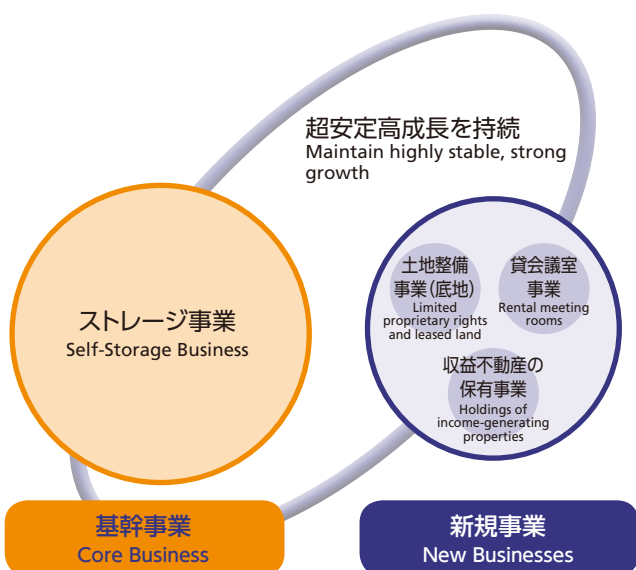 超安定高成長を持続
Maintain highly stable, strong
growth
ストレージ事業
Self-Storage Business
土地整備
事業(底地)
Limited
proprietary rights
and leased land
貸会議室
事業
Rental meeting
rooms
収益不動産の
保有事業
Holdings of
income-generating
properties
基幹事業
Core Business
新規事業
New Businesses